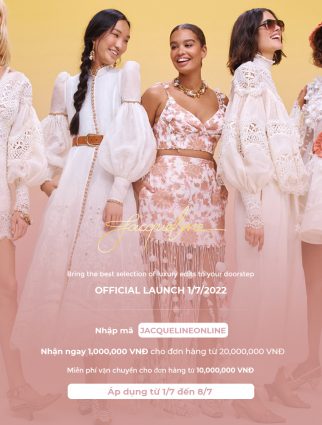 Jacqueline
Bring the best selection of luxury edits to your doorstep
OFFICIAL LAUNCH 1/7/2022
Nhập mã JACQUELINEONLINE
Nhận ngay 1,000,000 VNĐ cho đơn hàng từ 20,000,000 VNĐ
Miễn phí vận chuyển cho đơn hàng từ 10,000,000 VNĐ
Áp dụng từ 1/7 đến 8/7